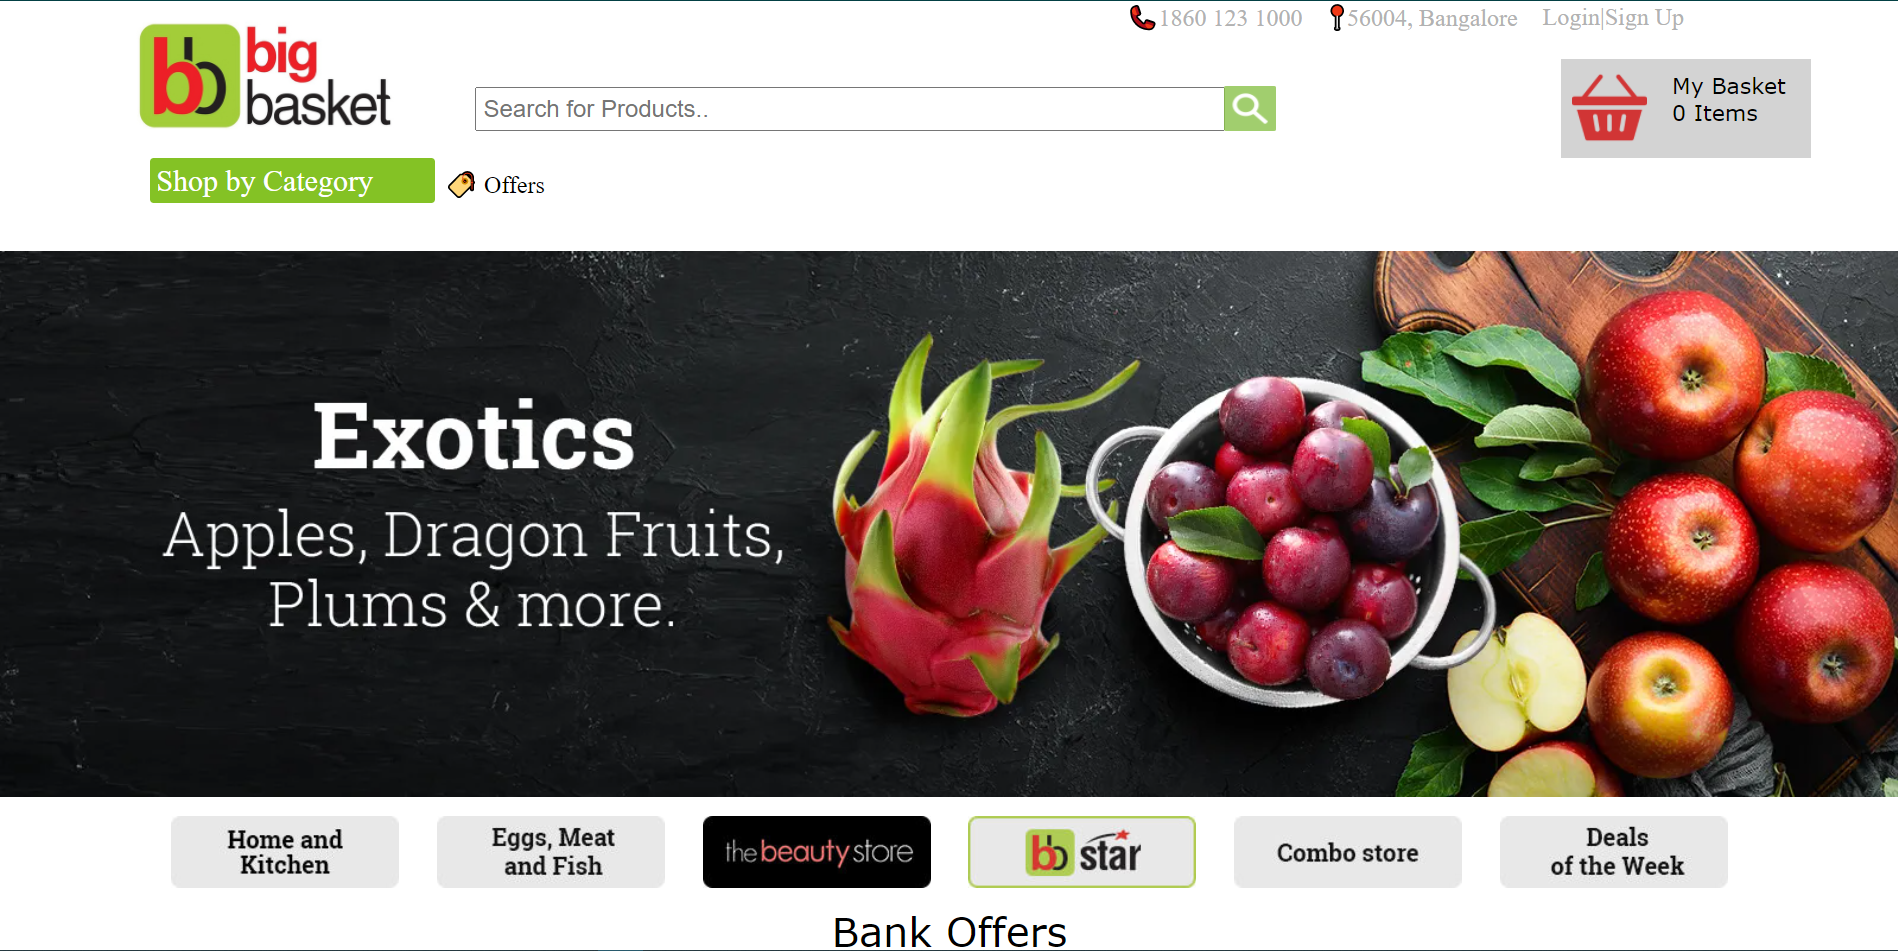 1860 123 1000
56004, Bangalore
Login|Sign Up
bb
big
basket
Search for Products..
My Basket
0 Items
Shop by Category
Offers
Exotics
Apples, Dragon Fruits,
Plums & more.
Home and
Kitchen
Eggs, Meat
and Fish
the beauty store
bb star
Combo store
Deals
of the Week
Bank Offers